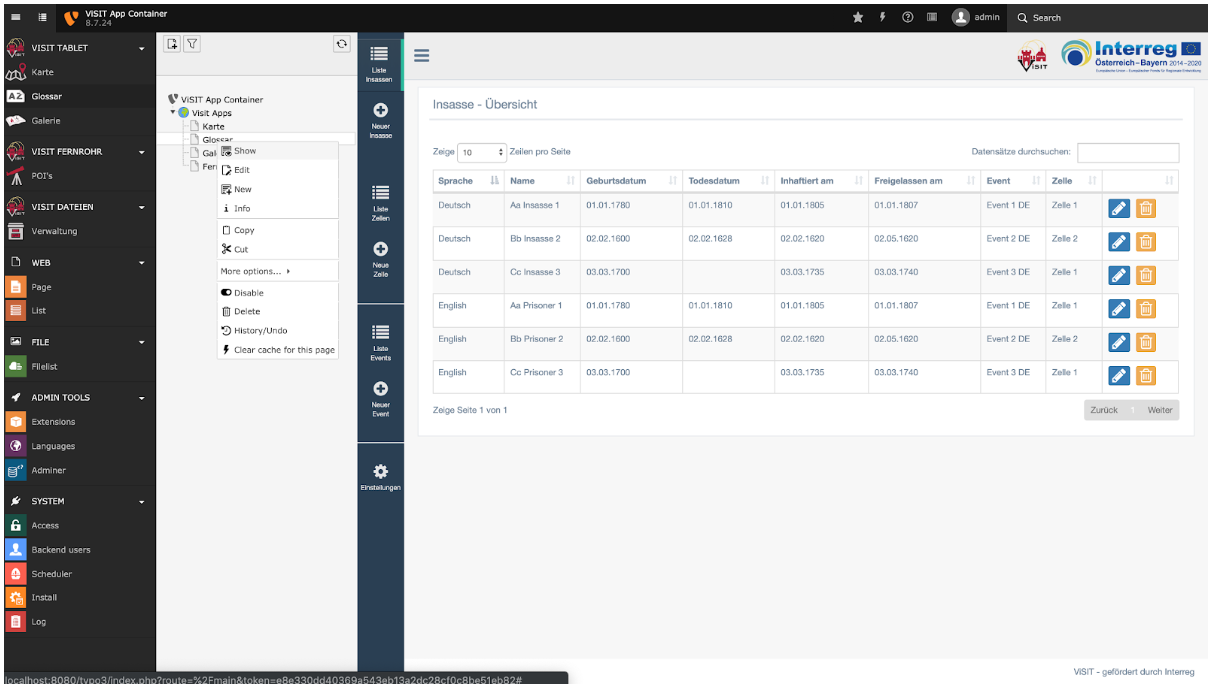 ViSIT App Container
8.7.24
admin
Search
VISIT TABLET
Karte
A2 Glossar
Galerie
VISIT FERNROHR
POI's
VISIT DATEIEN
Verwaltung
WEB
Page
List
FILE
Filelist
ADMIN TOOLS
Extensions
Languages
Adminer
SYSTEM
Access
Backend users
Scheduler
Install
Log
ViSIT App Container
Visit Apps
Karte
Glossar
Gal
Fer
Show
Edit
New
Info
Copy
Cut
More options...
Disable
Delete
History/Undo
Clear cache for this page
Liste
Insassen
Neuer
Insasse
Liste
Zellen
Neue
Zelle
Liste
Events
Neuer
Event
Einstellungen
ViSIT
Interreg
Österreich-Bayern 2014-2020
Insasse - Übersicht
Zeige 10 Zeilen pro Seite
Datensätze durchsuchen:
Sprache Name Geburtsdatum Todesdatum Inhaftiert am Freigelassen am Event Zelle
Deutsch Aa Insasse 1 01.01.1780 01.01.1810 01.01.1805 01.01.1807 Event 1 DE Zelle 1
Deutsch Bb Insasse 2 02.02.1600 02.02.1628 02.02.1620 02.05.1620 Event 2 DE Zelle 2
Deutsch Cc Insasse 3 03.03.1700 03.03.1735 03.03.1740 Event 3 DE Zelle 1
English Aa Prisoner 1 01.01.1780 01.01.1810 01.01.1805 01.01.1807 Event 1 DE Zelle 1
English Bb Prisoner 2 02.02.1600 02.02.1628 02.02.1620 02.05.1620 Event 2 DE Zelle 2
English Cc Prisoner 3 03.03.1700 03.03.1735 03.03.1740 Event 3 DE Zelle 1
Zeige Seite 1 von 1
Zurück 1 Weiter
ViSIT - gefördert durch Interreg
localhost:8080/typo3/index.php?route=%2Fmain&token=e8e330dd40369a543eb13a2dc28cf0c8be51eb82#